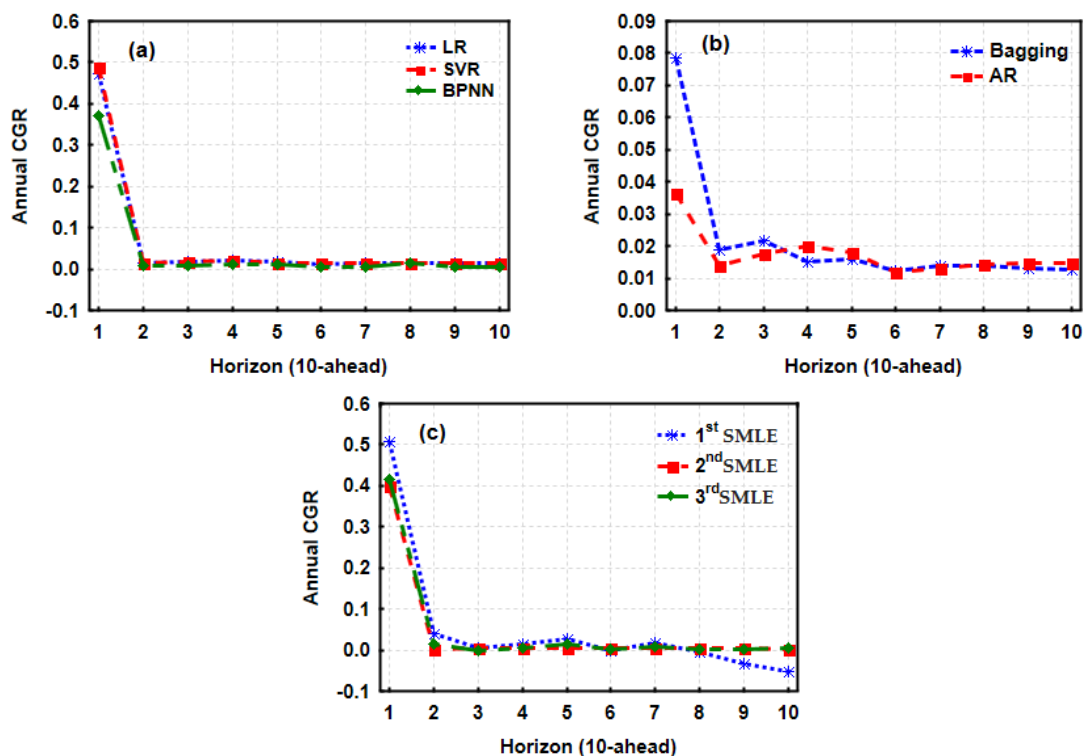 (a)
LR
SVR
BPNN
Annual CGR
0.6
0.5
0.4
0.3
0.2
0.1
0.0
-0.1
1 2 3 4 5 6 7 8 9 10
Horizon (10-ahead)
(b)
Bagging
AR
Annual CGR
0.09
0.08
0.07
0.06
0.05
0.04
0.03
0.02
0.01
0.00
1 2 3 4 5 6 7 8 9 10
Horizon (10-ahead)
(c)
1st SMLE
2nd SMLE
3rd SMLE
Annual CGR
0.6
0.5
0.4
0.3
0.2
0.1
0.0
-0.1
1 2 3 4 5 6 7 8 9 10
Horizon (10-ahead)